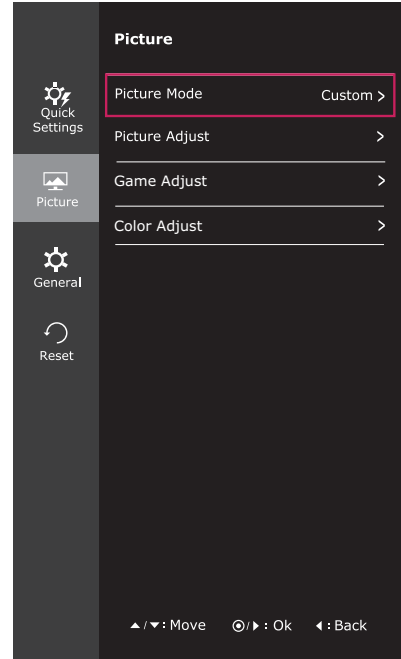 Picture
Quick
Settings
Picture
General
Reset
Picture Mode Custom >
Picture Adjust >
Game Adjust >
Color Adjust >
▲/▼: Move ⦿/▶: Ok ◀: Back